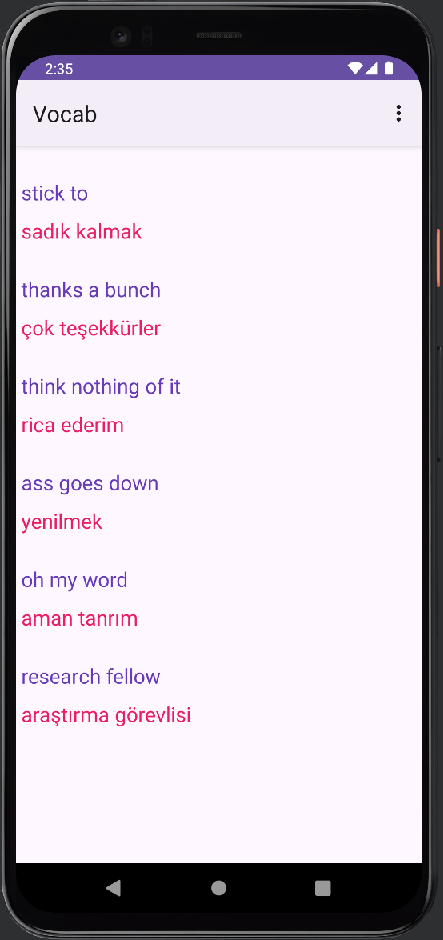 2:35
Vocab
stick to
sadık kalmak
thanks a bunch
çok teşekkürler
think nothing of it
rica ederim
ass goes down
yenilmek
oh my word
aman tanrım
research fellow
araştırma görevlisi